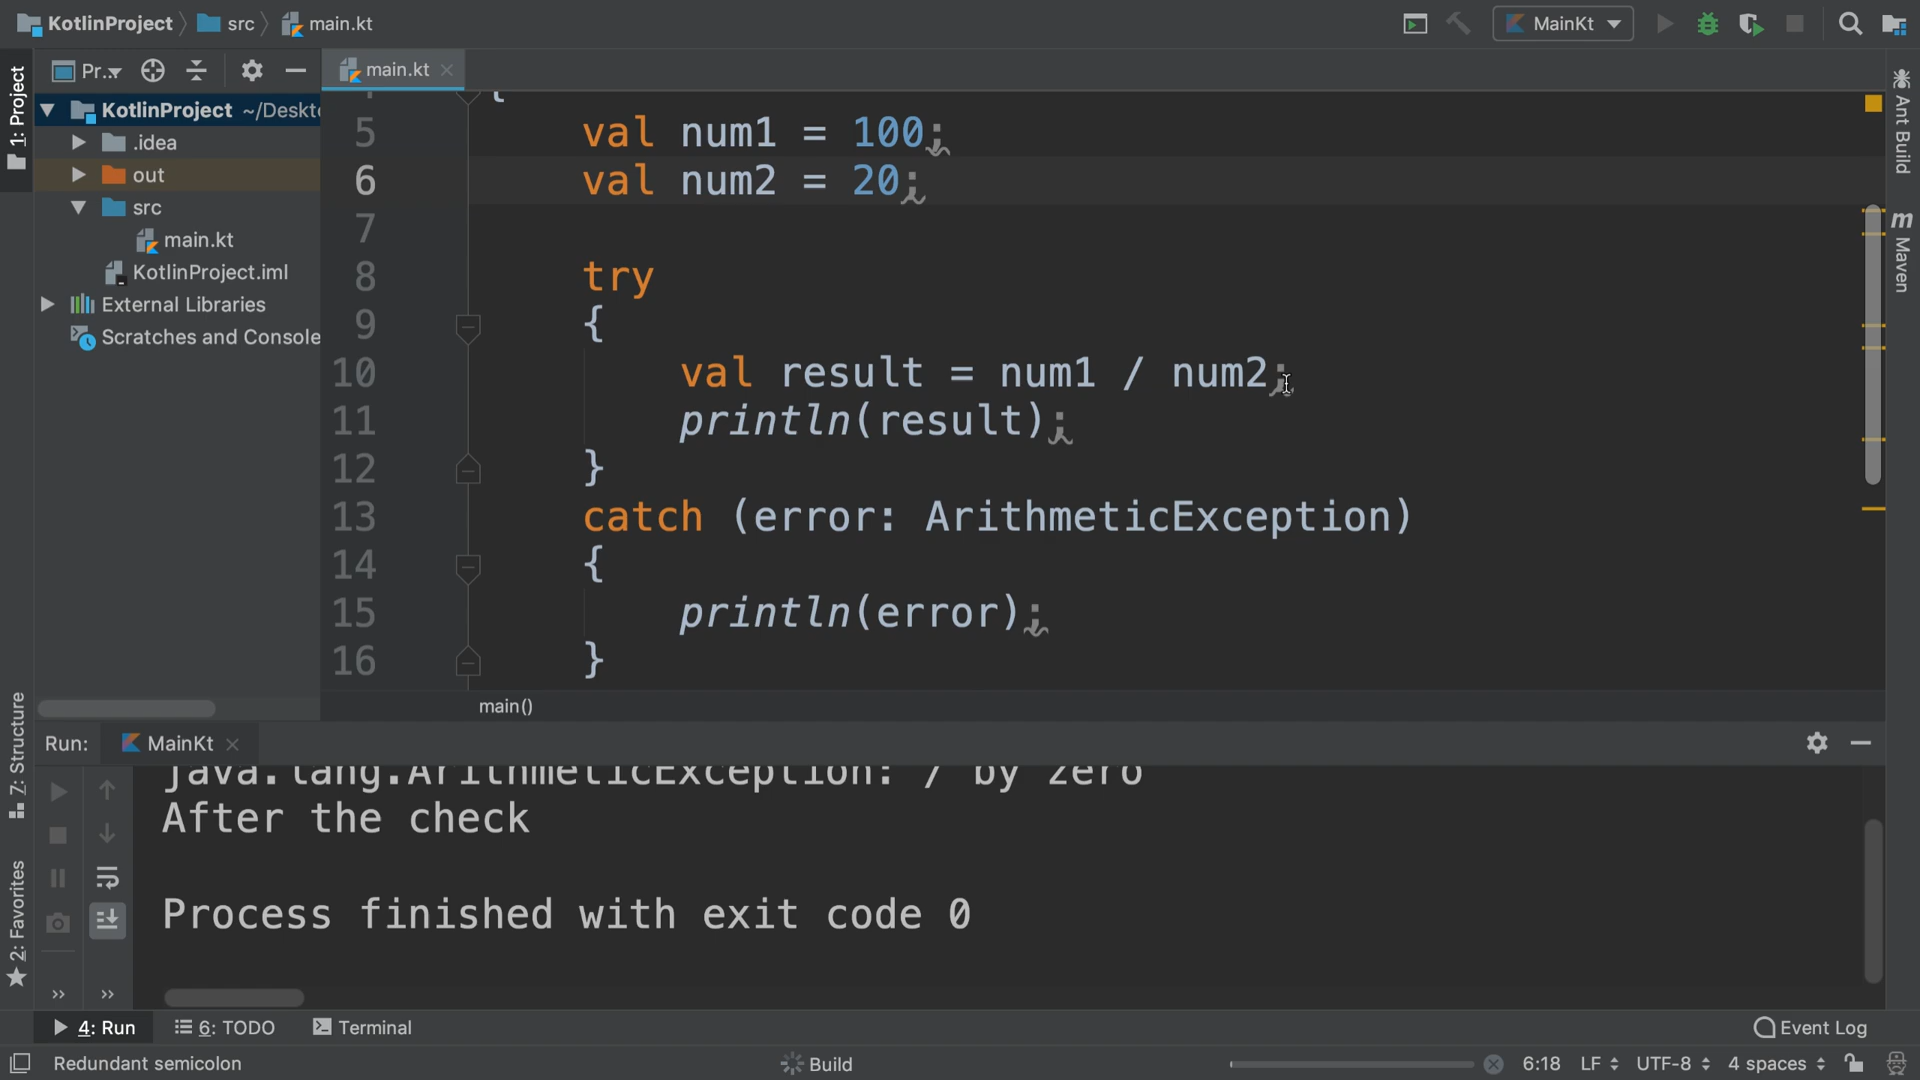 KotlinProject src main.kt
MainKt
1: Project
Pr...
main.kt
KotlinProject ~/Deskt
.idea
out
src
main.kt
KotlinProject.iml
External Libraries
Scratches and Console
{
5 val num1 = 100;
6 val num2 = 20;
7
8 try
9 {
10 val result = num1 / num2;
11 println(result);
12 }
13 catch (error: ArithmeticException)
14 {
15 println(error);
16 }
main()
Ant Build
m Maven
7: Structure
2: Favorites
Run: MainKt
java.lang.ArithmeticException: / by zero
After the check
Process finished with exit code 0
4: Run 6: TODO Terminal Event Log
Redundant semicolon Build 6:18 LF UTF-8 4 spaces